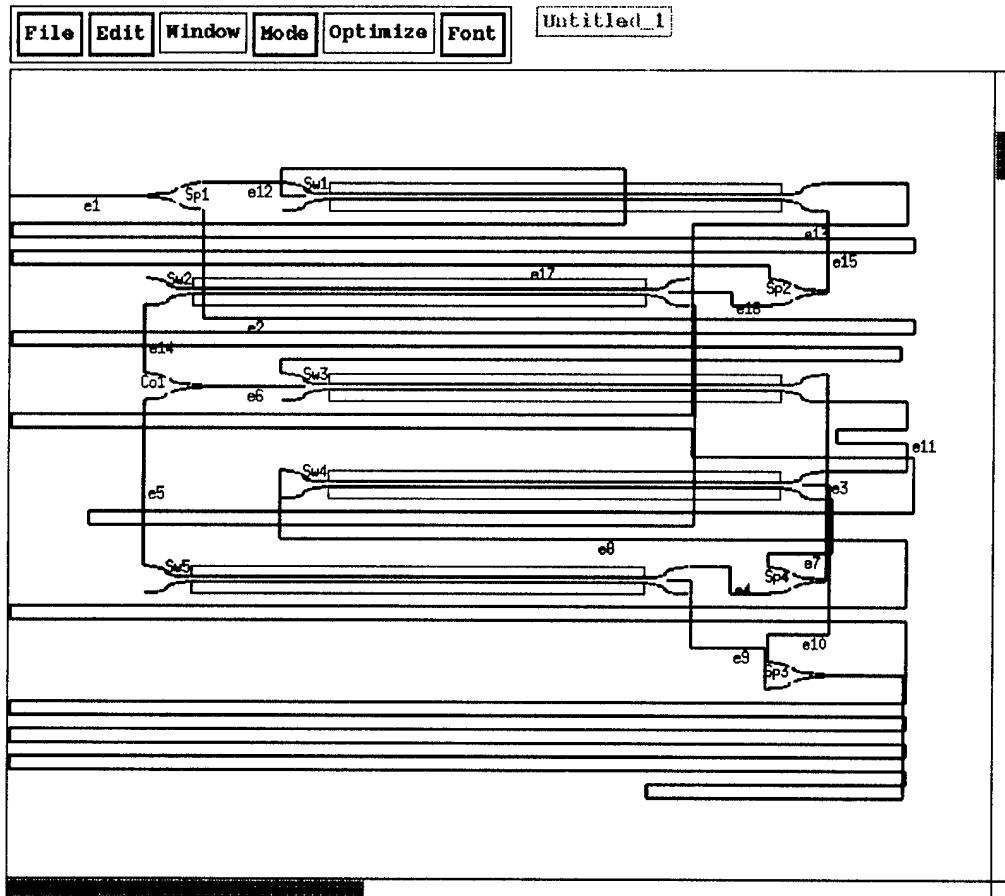 File Edit Window Mode Optimize Font Untitled_1
Sw1
Sp1 e12
e1
e13
e15
e17
Sw2 Sp2
e18
e2
e14
Sw3
Co1
e6
e11
Sw4
e3
e5
e8
e7
Sw5 Sp4
e4
e10
e9
Sp3